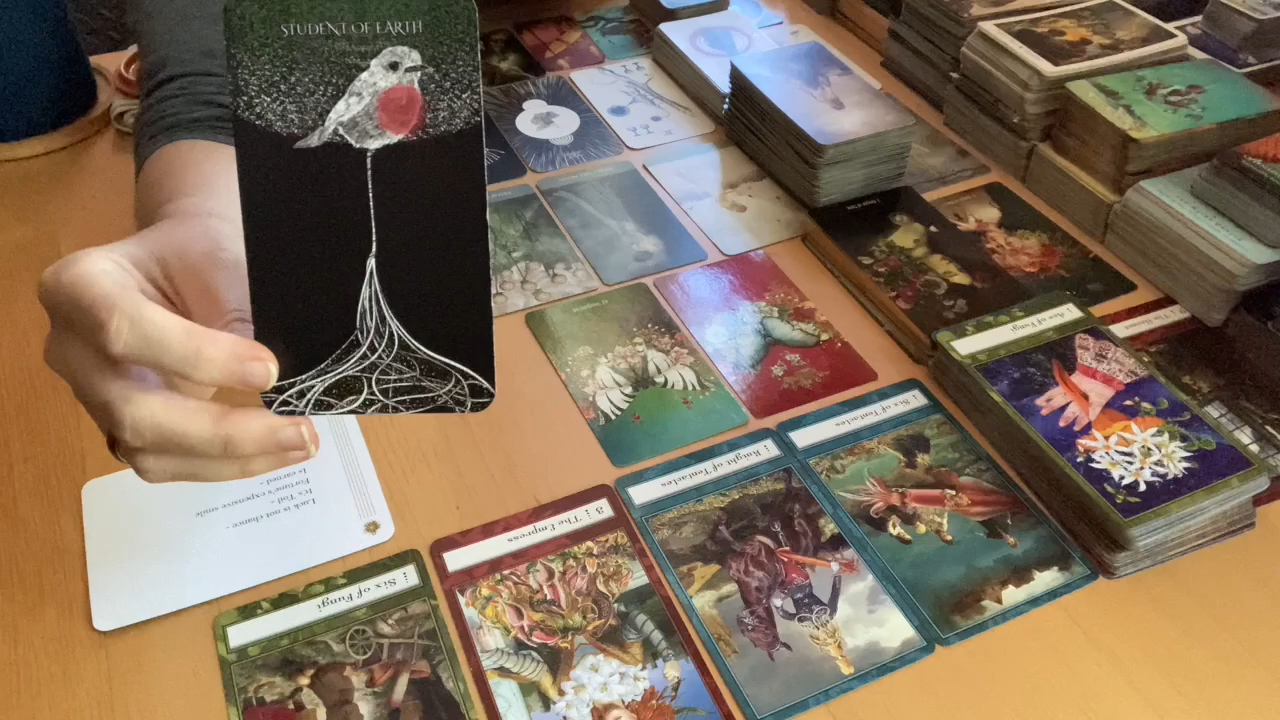 STUDENT OF EARTH
Luck is not chance -
It's Toil -
Fortune's expensive smile
Is earned -
Six of Fungi
8 The Empress
Knight of Tentacles
Six of Tentacles
Ace of Fungi